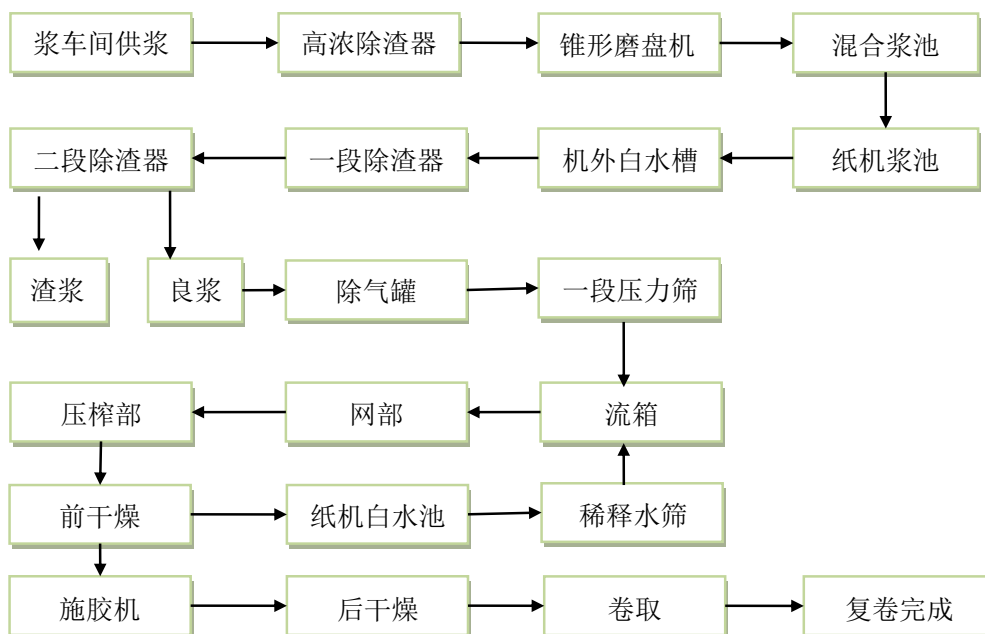 浆车间供浆
高浓除渣器
锥形磨盘机
混合浆池
二段除渣器
一段除渣器
机外白水槽
纸机浆池
渣浆
良浆
除气罐
一段压力筛
压榨部
网部
流箱
前干燥
纸机白水池
稀释水筛
施胶机
后干燥
卷取
复卷完成